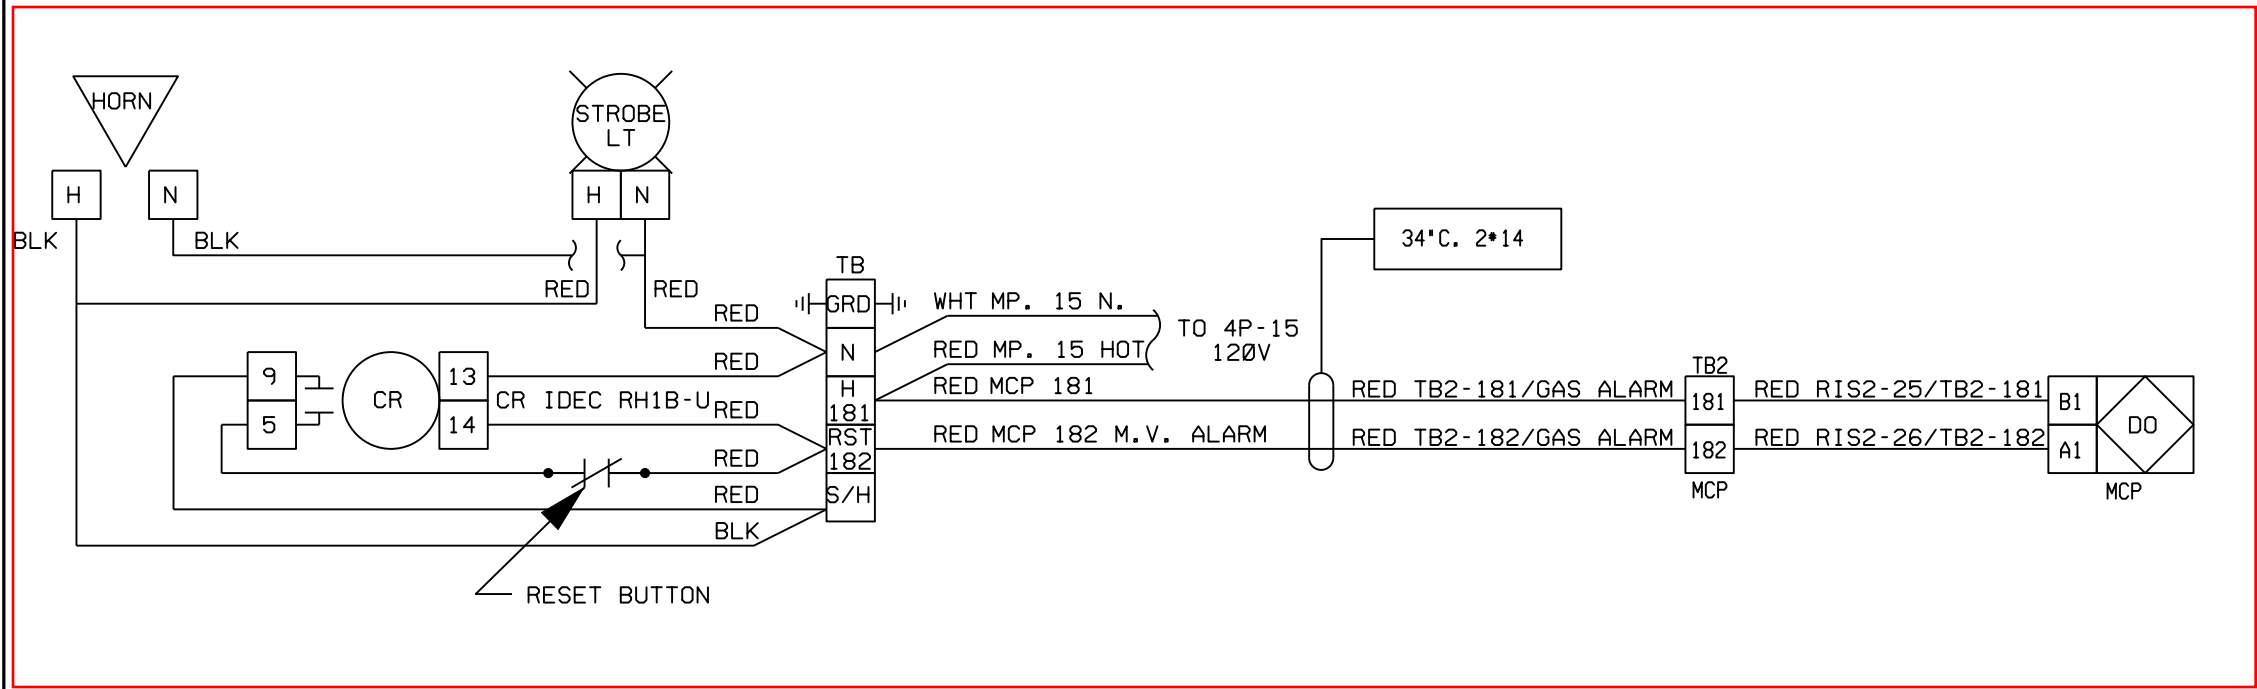 HORN
STROBE
LT
H
N
H
N
BLK
BLK
RED
RED
34"C. 2*14
TB
GRD
WHT MP. 15 N.
RED
TO 4P-15
120V
N
RED MP. 15 HOT
RED
9
13
CR
CR IDEC RH1B-U
5
14
H
181
RED MCP 181
RED TB2-181/GAS ALARM
TB2
181
RED RIS2-25/TB2-181
B1
DO
RED
RST
182
RED MCP 182 M.V. ALARM
RED TB2-182/GAS ALARM
182
RED RIS2-26/TB2-182
A1
MCP
MCP
RED
RED
S/H
BLK
RESET BUTTON